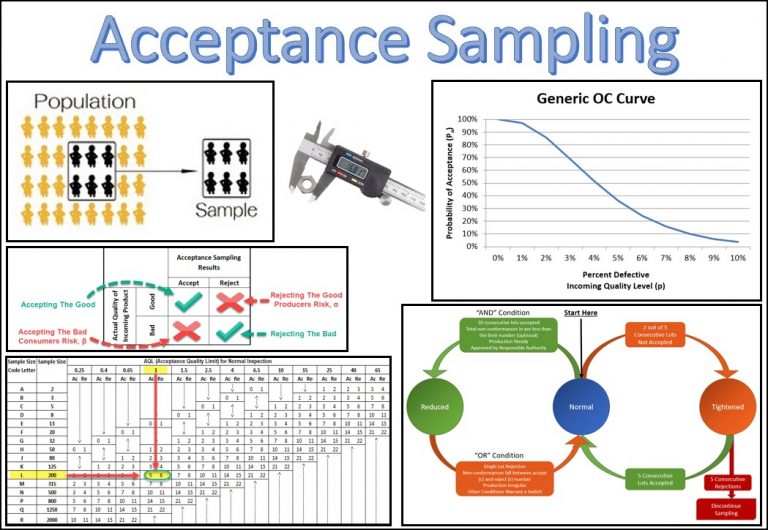 Acceptance Sampling
Population
Sample
Generic OC Curve
Probability of Acceptance (Pa)
100%
90%
80%
70%
60%
50%
40%
30%
20%
10%
0%
0% 1% 2% 3% 4% 5% 6% 7% 8% 9% 10%
Percent Defective
Incoming Quality Level (p)
Acceptance Sampling
Results
Accept Reject
Actual Quality of
Incoming Product
Good
Bad
Accepting The Good
Rejecting The Good
Producers Risk, α
Accepting The Bad
Consumers Risk, β
Rejecting The Bad
Sample Size Sample Size AQL (Acceptance Quality Limit) for Normal Inspection
Code Letter
0.25 0.4 0.65 1 1.5 2.5 4 6.5 10 15 25 40 65
Ac Re Ac Re Ac Re Ac Re Ac Re Ac Re Ac Re Ac Re Ac Re Ac Re Ac Re Ac Re Ac Re
A 2 0 1 1 2 2 3 3 4
B 3 0 1 1 2 2 3 3 4 5 6
C 5 0 1 1 2 2 3 3 4 5 6 7 8
D 8 0 1 1 2 2 3 3 4 5 6 7 8 10 11
E 13 0 1 1 2 2 3 3 4 5 6 7 8 10 11 14 15
F 20 0 1 1 2 2 3 3 4 5 6 7 8 10 11 14 15 21 22
G 32 0 1 1 2 2 3 3 4 5 6 7 8 10 11 14 15 21 22
H 50 0 1 1 2 2 3 3 4 5 6 7 8 10 11 14 15 21 22
J 80 1 2 2 3 3 4 5 6 7 8 10 11 14 15 21 22
K 125 1 2 2 3 3 4 5 6 7 8 10 11 14 15 21 22
L 200 5 6 7 8 10 11 14 15 21 22
M 315 2 3 3 4 5 6 7 8 10 11 14 15 21 22
N 500 3 4 5 6 7 8 10 11 14 15 21 22
P 800 5 6 7 8 10 11 14 15 21 22
Q 1250 7 8 10 11 14 15 21 22
R 2000 10 11 14 15 21 22
"AND" Condition
10 consecutive lots accepted
Total non-conformances in are less than
the limit number (optional)
Production Steady
Approved by Responsible Authority
Start Here
2 out of 5
Consecutive Lots
Not Accepted
Reduced
Normal
Tightened
"OR" Condition
Single Lot Rejection
Non-conformances fall between accept
(c) and reject (r) number
Production Irregular
Other Conditions Warrant a Switch
5 Consecutive
Lots Accepted
5 Consecutive
Rejections
Discontinue
Sampling